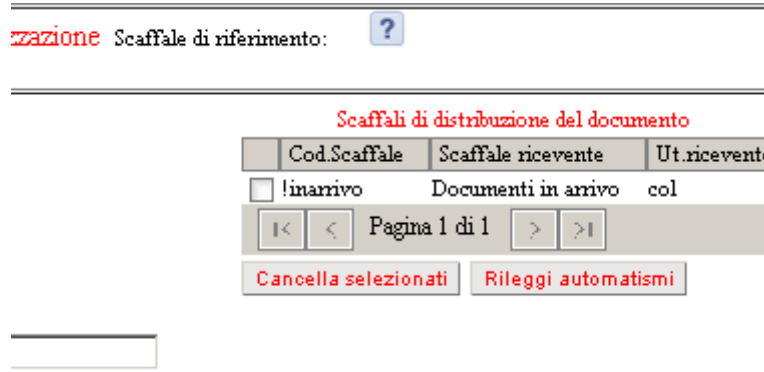 zzazione Scaffale di riferimento: ?
Scaffali di distribuzione del documento
Cod.Scaffale Scaffale ricevente Ut.ricevent
!inarrivo Documenti in arrivo col
Pagina 1 di 1
Cancella selezionati Rileggi automatismi